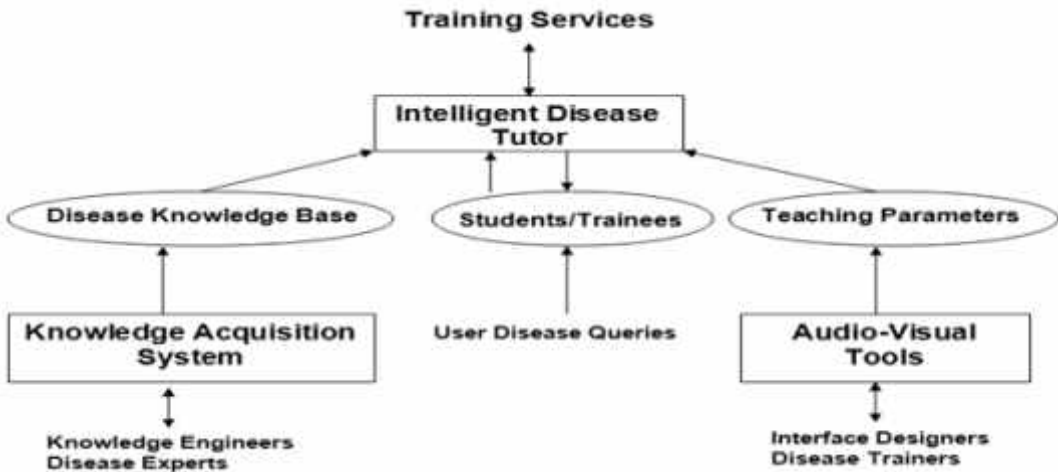 Training Services
Intelligent Disease
Tutor
Disease Knowledge Base
Students/Trainees
Teaching Parameters
Knowledge Acquisition
System
User Disease Queries
Audio-Visual
Tools
Knowledge Engineers
Disease Experts
Interface Designers
Disease Trainers